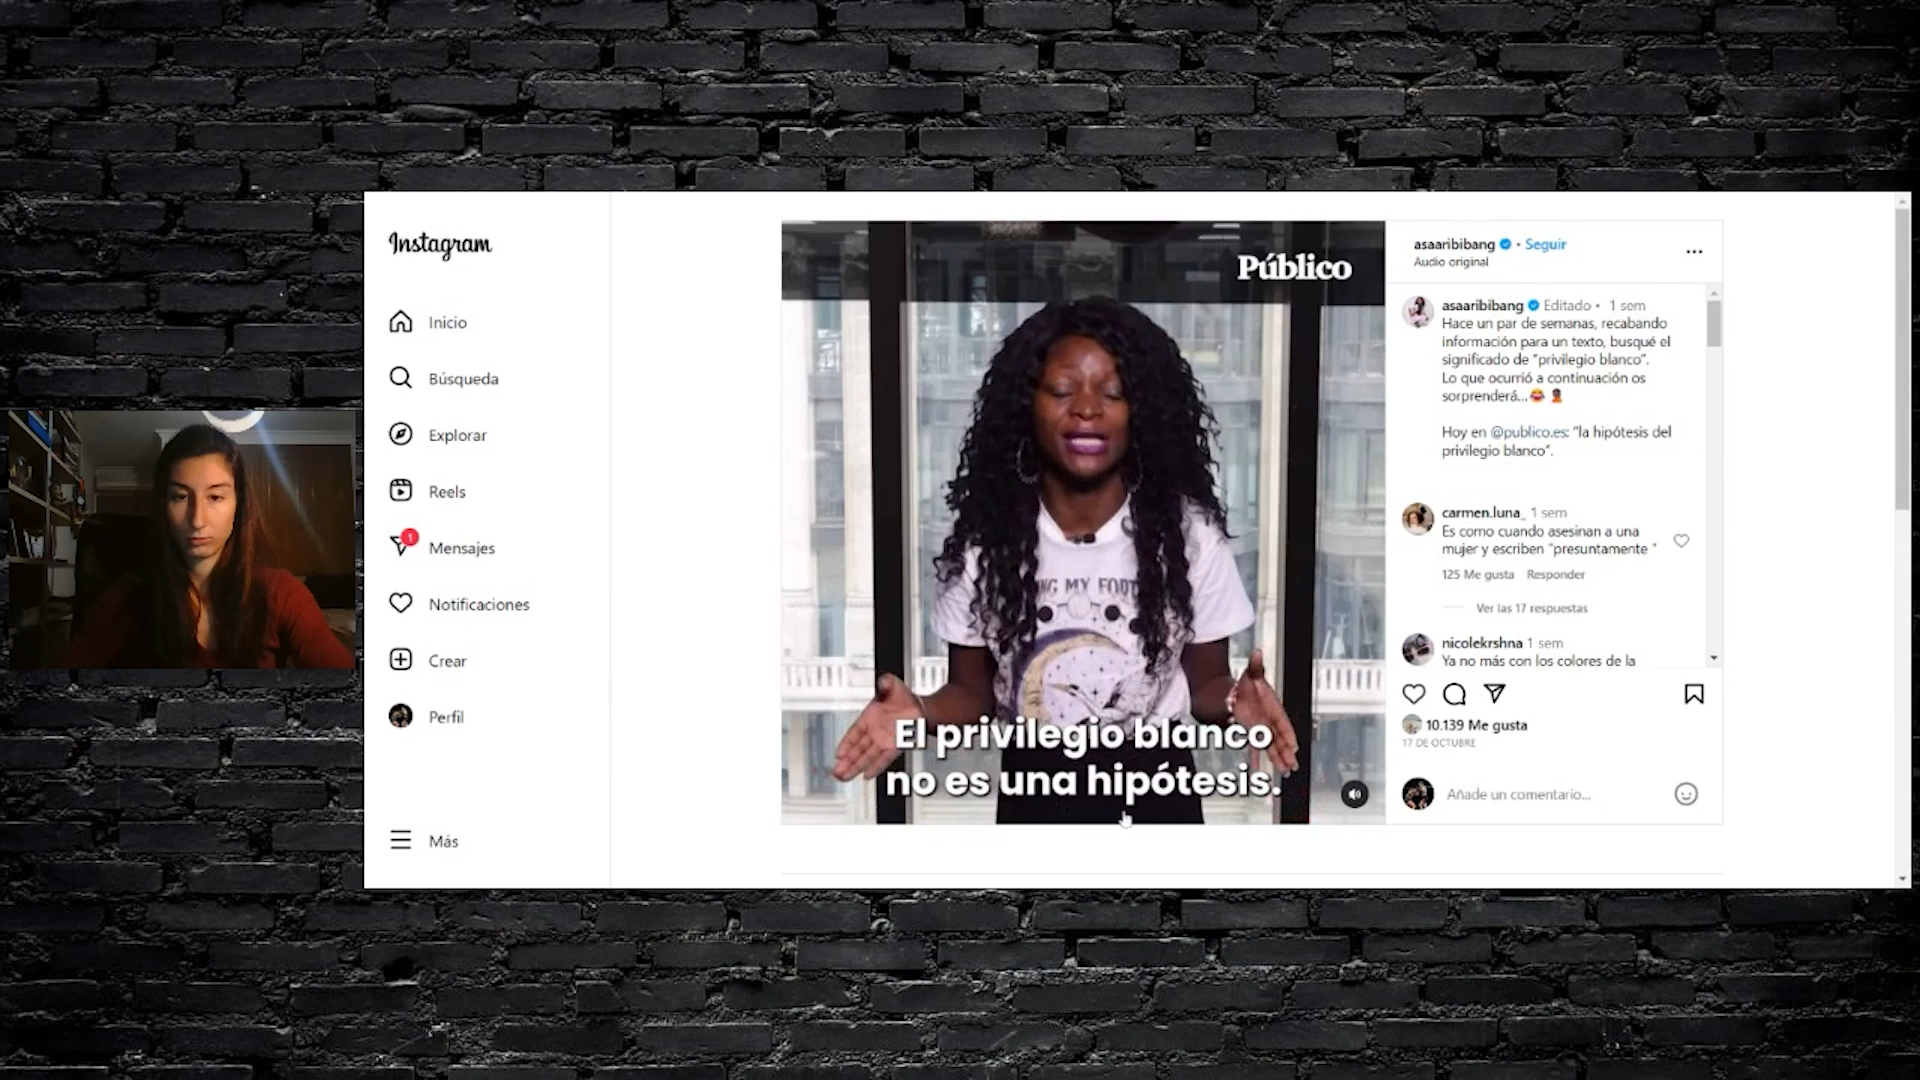 Instagram
Inicio
Búsqueda
Explorar
Reels
1
Mensajes
Notificaciones
Crear
Perfil
Más
Público
NG MY FORT
El privilegio blanco
no es una hipótesis.
asaaribibang • Seguir
Audio original
asaaribibang Editado • 1 sem
Hace un par de semanas, recabando
información para un texto, busqué el
significado de "privilegio blanco".
Lo que ocurrió a continuación os
sorprenderá...
Hoy en @publico.es: "la hipótesis del
privilegio blanco".
carmen.luna_ 1 sem
Es como cuando asesinan a una
mujer y escriben "presuntamente "
125 Me gusta Responder
Ver las 17 respuestas
nicolekrshna 1 sem
Ya no más con los colores de la
10.139 Me gusta
17 DE OCTUBRE
Añade un comentario...